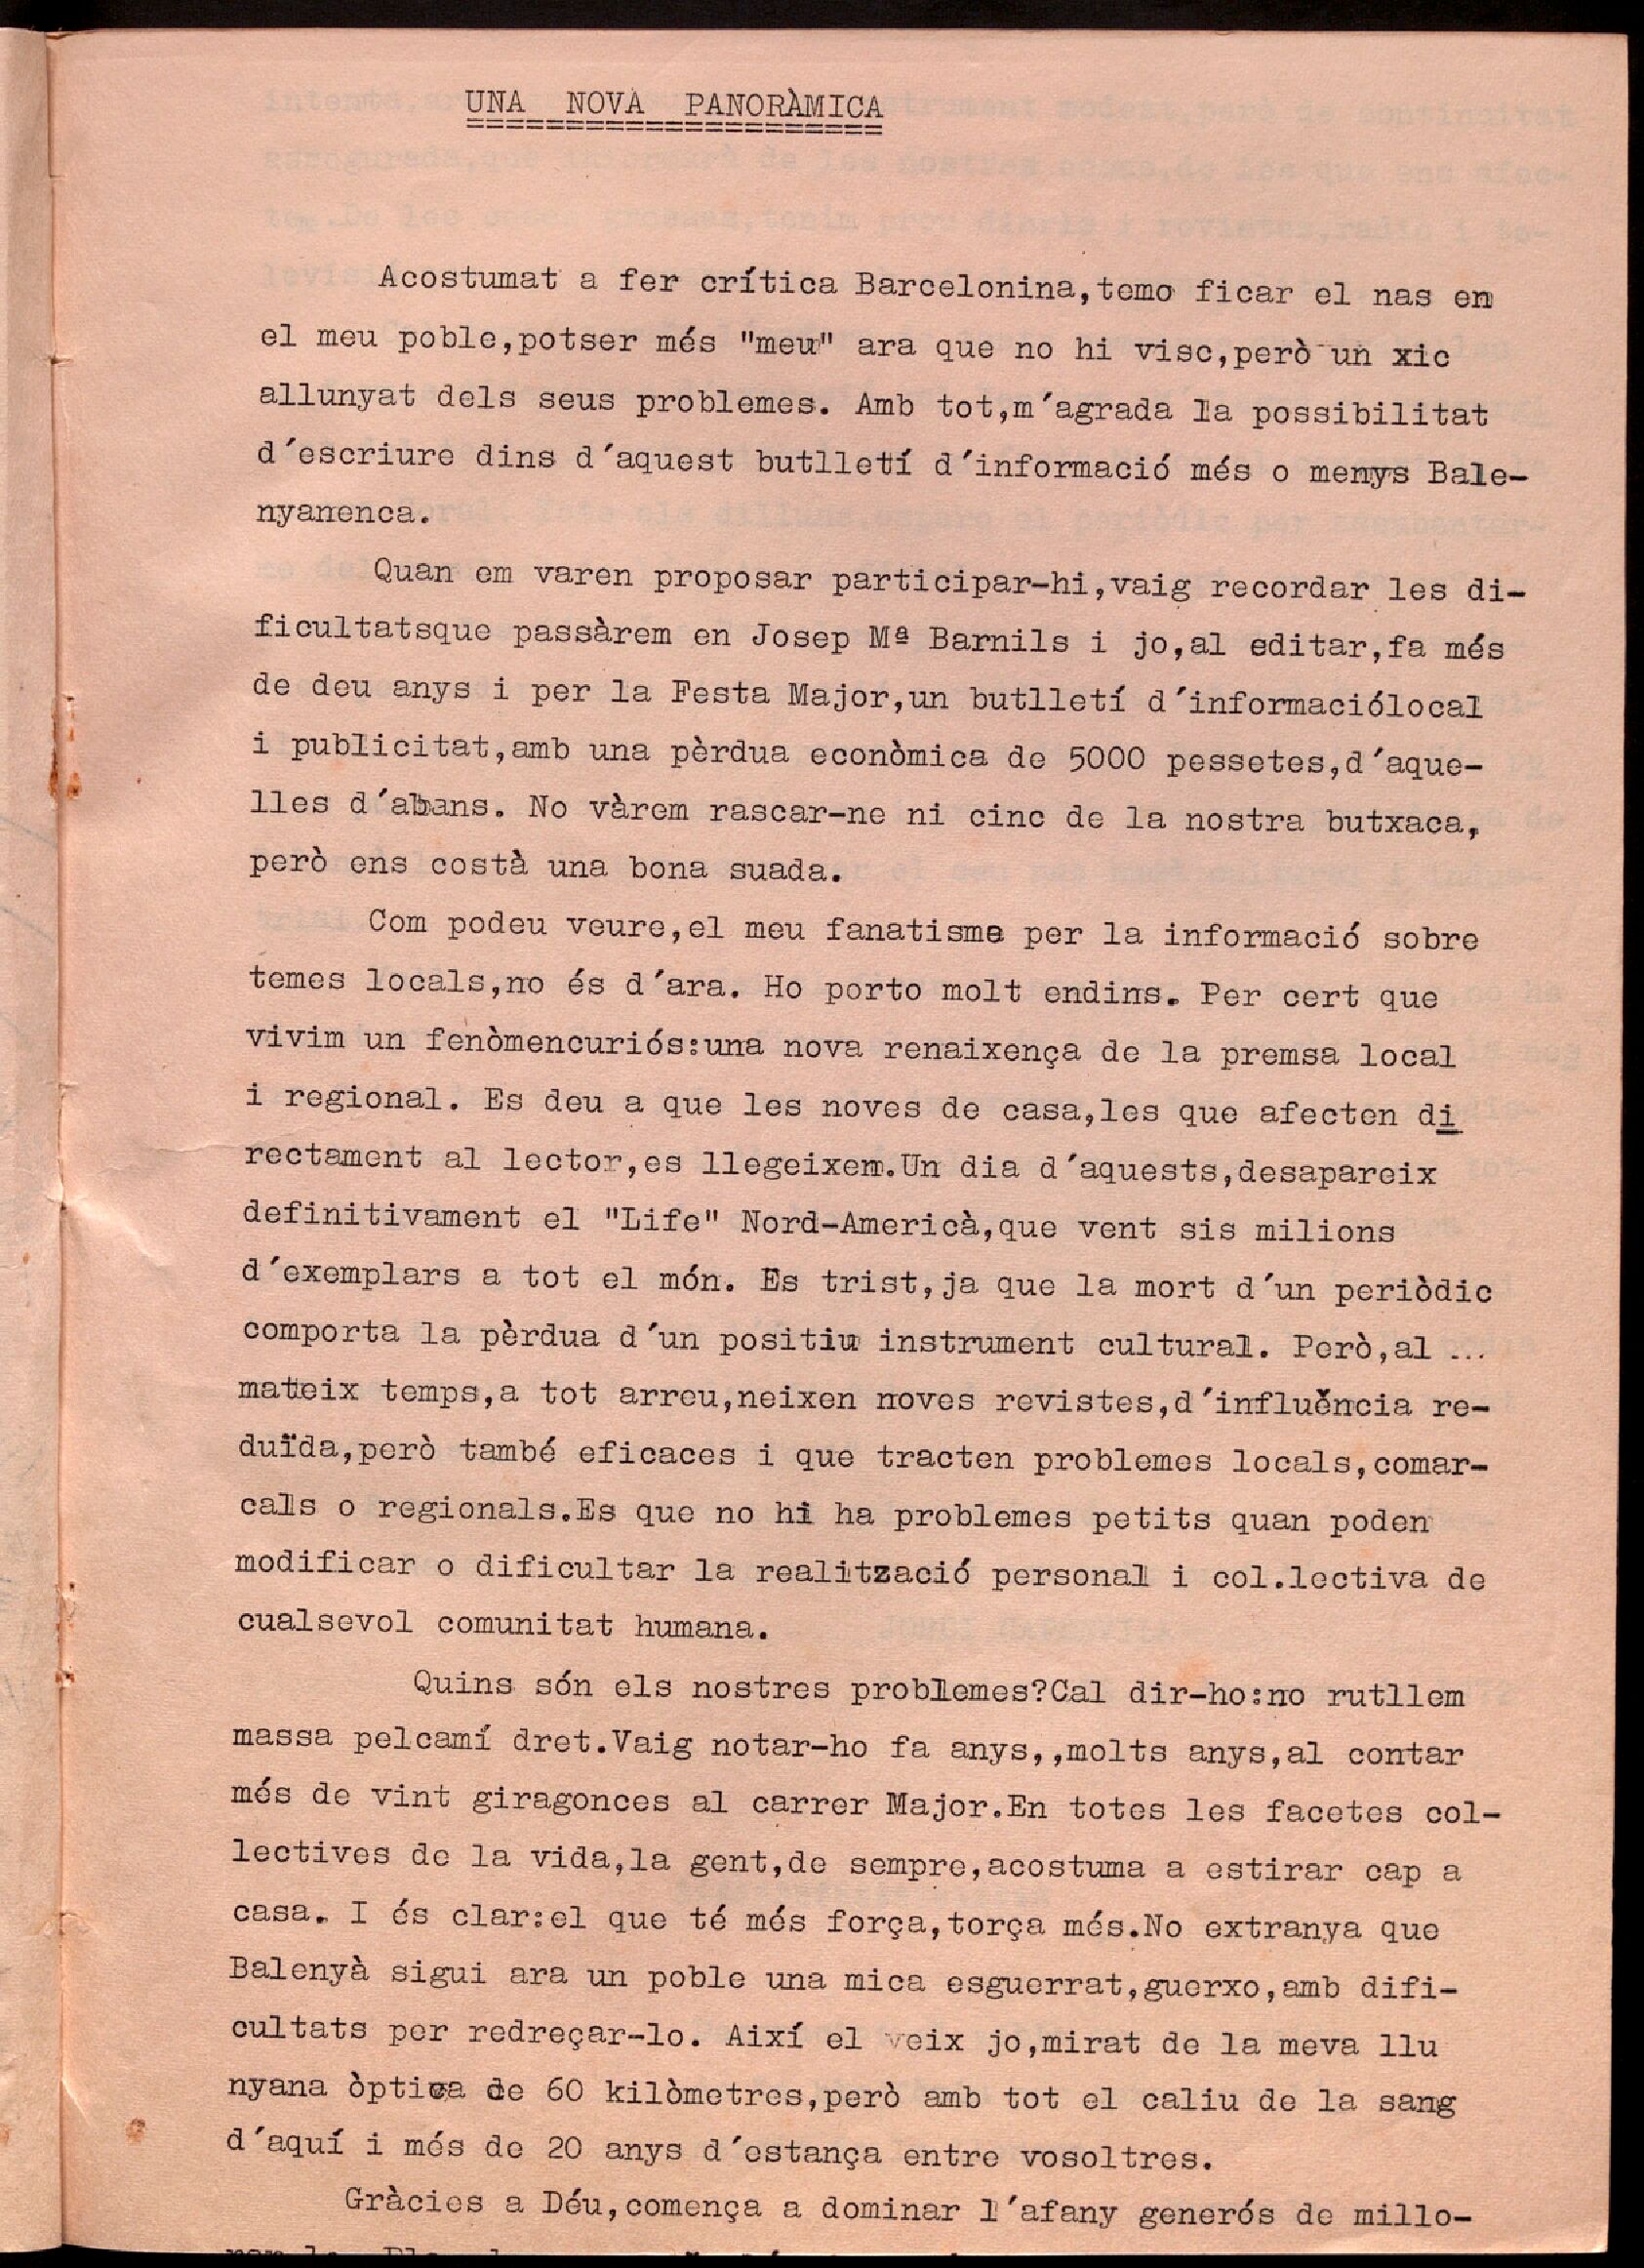 UNA NOVA PANORÀMICA
Acostumat a fer crítica Barcelonina,temo ficar el nas en
el meu poble,potser més "meu" ara que no hi visc,però un xic
allunyat dels seus problemes. Amb tot,m´agrada la possibilitat
d´escriure dins d´aquest butlletí d´informació més o menys Bale-
nyanenca.
Quan em varen proposar participar-hi,vaig recordar les di-
ficultatsque passàrem en Josep Mª Barnils i jo,al editar,fa més
de deu anys i per la Festa Major,un butlletí d´informaciólocal
i publicitat,amb una pèrdua econòmica de 5000 pessetes,d´aque-
lles d´abans. No vàrem rascar-ne ni cinc de la nostra butxaca,
però ens costà una bona suada.
Com podeu veure,el meu fanatisme per la informació sobre
temes locals,no és d´ara. Ho porto molt endins. Per cert que
vivim un fenòmencuriós:una nova renaixença de la premsa local
i regional. Es deu a que les noves de casa,les que afecten di
rectament al lector,es llegeixem.Un dia d´aquests,desapareix
definitivament el "Life" Nord-Americà,que vent sis milions
d´exemplars a tot el món. Es trist,ja que la mort d´un periòdic
comporta la pèrdua d´un positiu instrument cultural. Però,al ...
mateix temps,a tot arreu,neixen noves revistes,d´influència re-
duïda,però també eficaces i que tracten problemes locals,comar-
cals o regionals.Es que no hi ha problemes petits quan poden
modificar o dificultar la realització personal i col.lectiva de
cualsevol comunitat humana.
Quins són els nostres problemes?Cal dir-ho:no rutllem
massa pelcamí dret.Vaig notar-ho fa anys,,molts anys,al contar
més de vint giragonces al carrer Major.En totes les facetes col-
lectives de la vida,la gent,de sempre,acostuma a estirar cap a
casa. I és clar:el que té més força,torça més.No extranya que
Balenyà sigui ara un poble una mica esguerrat,guerxo,amb difi-
cultats per redreçar-lo. Així el veix jo,mirat de la meva llu
nyana òptica de 60 kilòmetres,però amb tot el caliu de la sang
d´aquí i més de 20 anys d´estança entre vosoltres.
Gràcies a Déu,comença a dominar l´afany generós de millo-